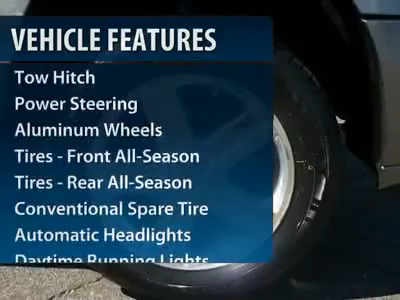 VEHICLE FEATURES
Tow Hitch
Power Steering
Aluminum Wheels
Tires - Front All-Season
Tires - Rear All-Season
Conventional Spare Tire
Automatic Headlights
Daytime Running Lights